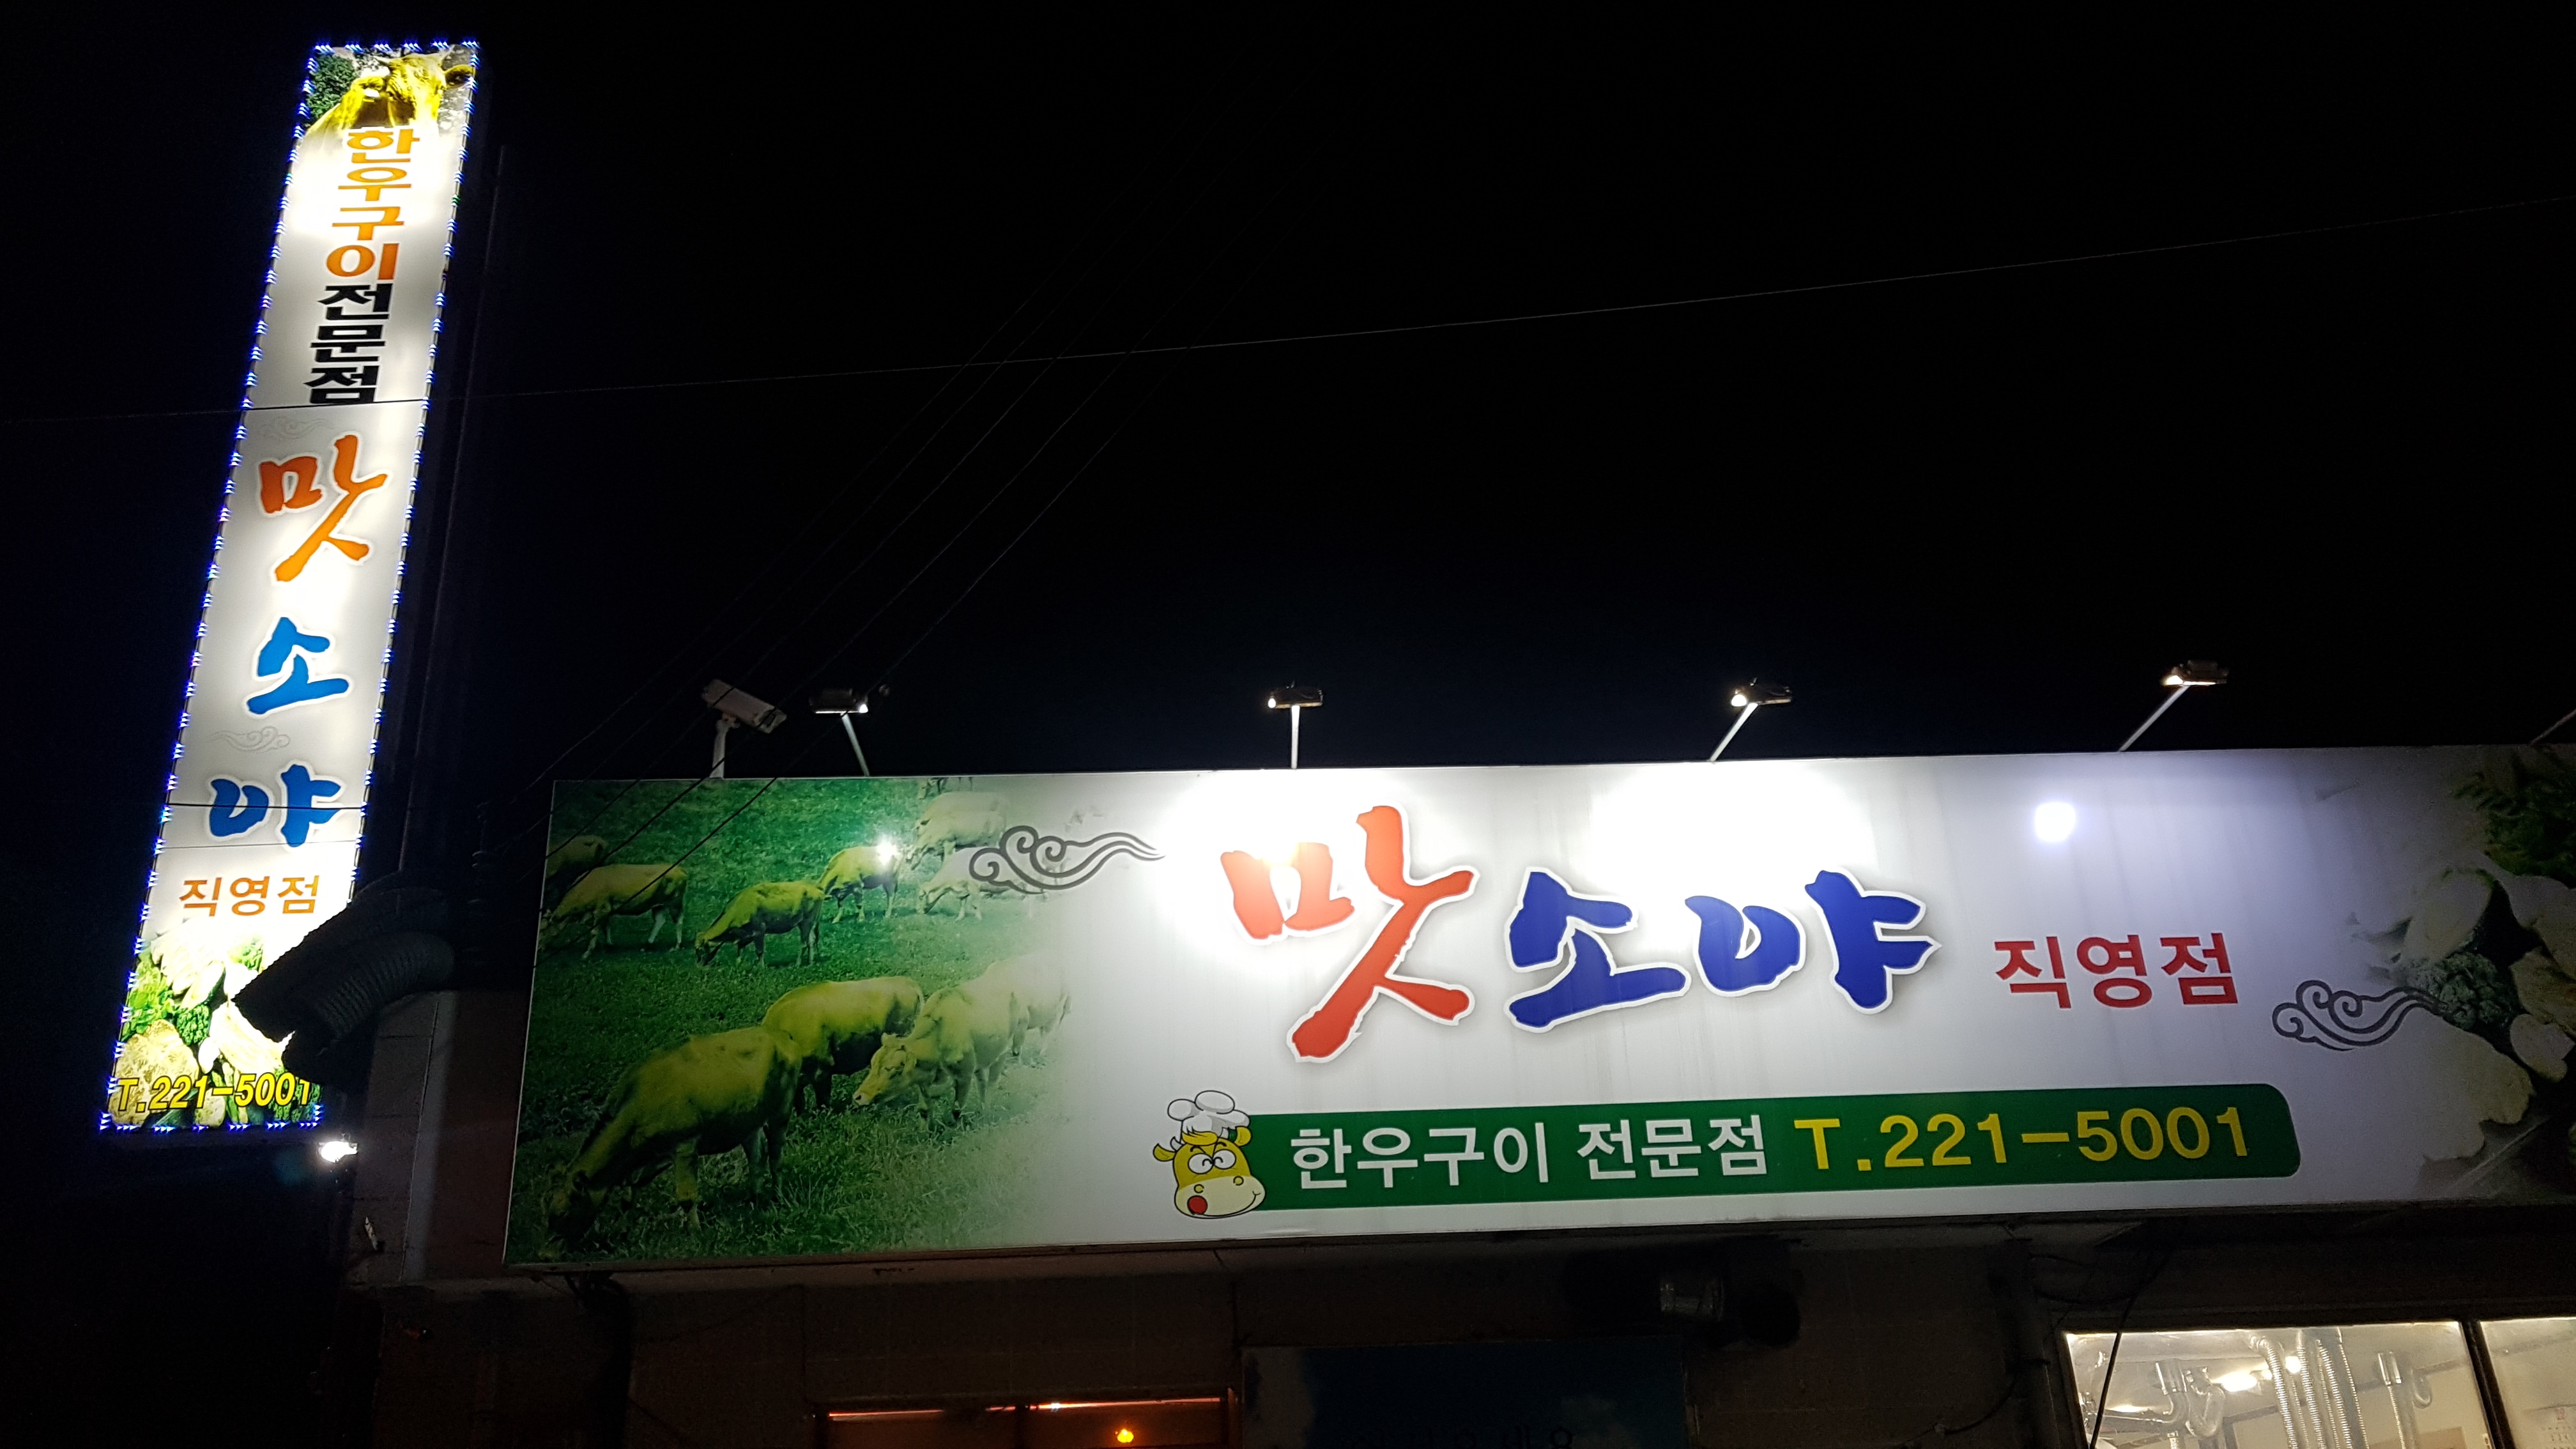 한우구이전문점
맛소야
직영점
T.221-5001
맛소야 직영점
한우구이 전문점 T.221-5001